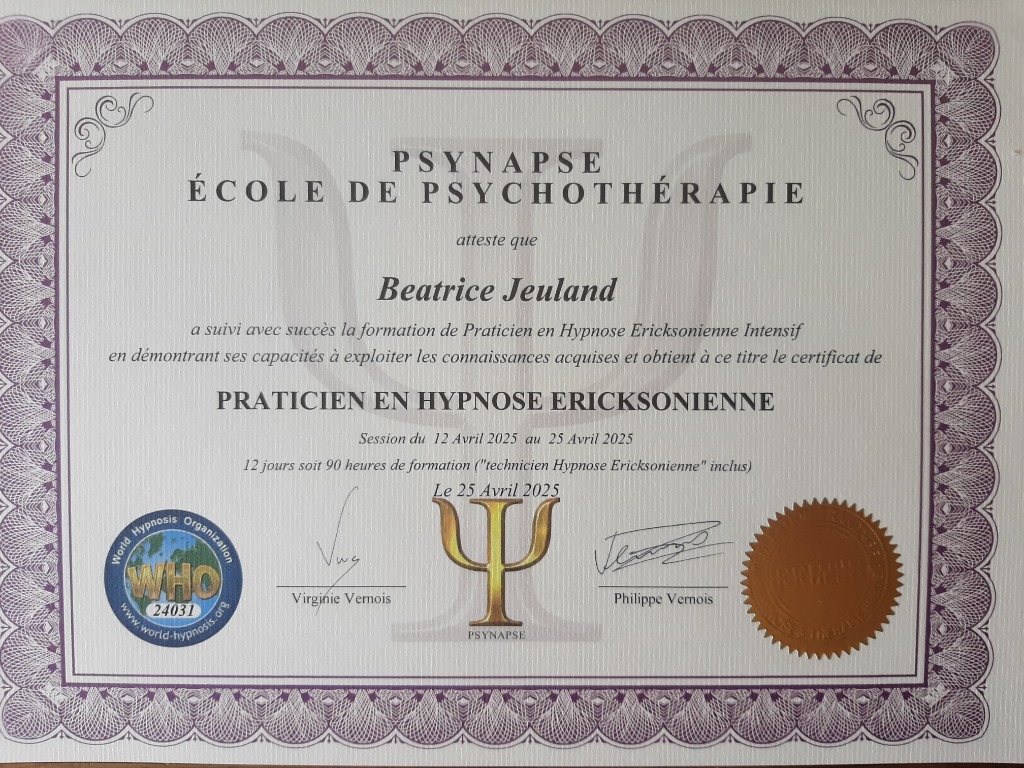 PSYNAPSE
ÉCOLE DE PSYCHOTHÉRAPIE
atteste que
Beatrice Jeuland
a suivi avec succès la formation de Praticien en Hypnose Ericksonienne Intensif
en démontrant ses capacités à exploiter les connaissances acquises et obtient à ce titre le certificat de
PRATICIEN EN HYPNOSE ERICKSONIENNE
Session du 12 Avril 2025 au 25 Avril 2025
12 jours soit 90 heures de formation ("technicien Hypnose Ericksonienne" inclus)
Le 25 Avril 2025
World Hypnosis Organization
WHO
24031
www.world-hypnosis.org
Virginie Vernois
PSYNAPSE
Philippe Vernois